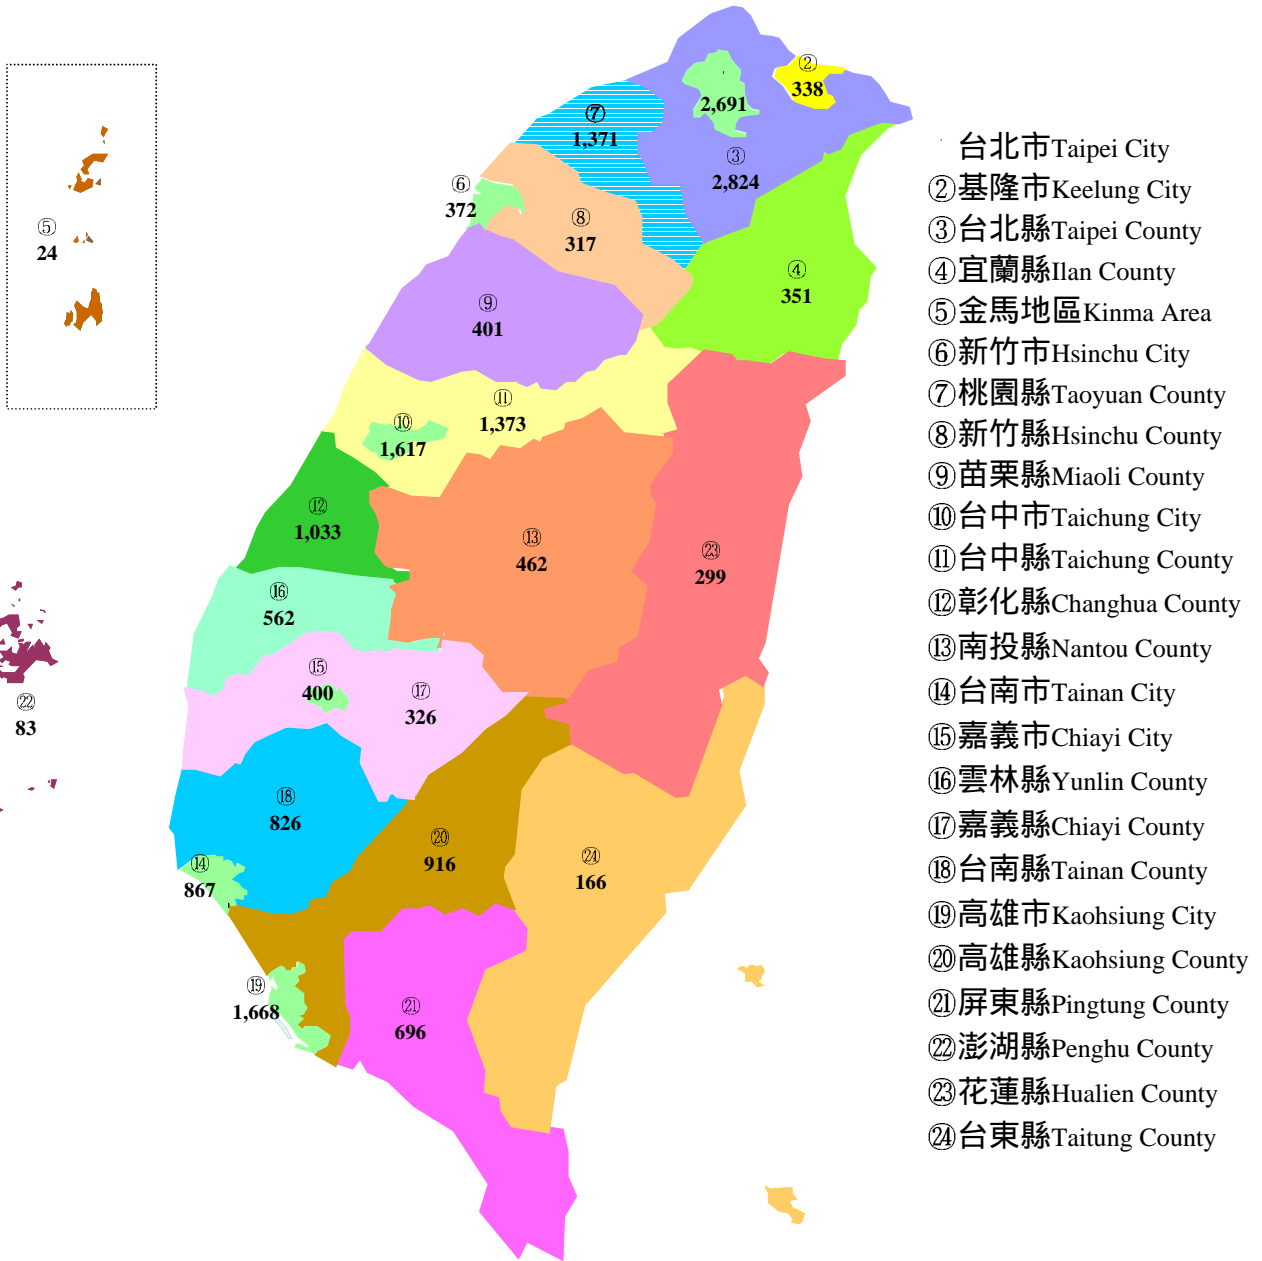 ②
338
2,691
⑦
1,371
③
2,824
⑥
372
⑧
317
⑤
24
④
351
⑨
401
⑪
1,373
⑩
1,617
⑫
1,033
⑬
462
㉓
299
⑯
562
⑮
400
⑰
326
㉒
83
⑱
826
⑳
916
㉔
166
⑭
867
⑲
1,668
㉑
696
台北市Taipei City
②基隆市Keelung City
③台北縣Taipei County
④宜蘭縣Ilan County
⑤金馬地區Kinma Area
⑥新竹市Hsinchu City
⑦桃園縣Taoyuan County
⑧新竹縣Hsinchu County
⑨苗栗縣Miaoli County
⑩台中市Taichung City
⑪台中縣Taichung County
⑫彰化縣Changhua County
⑬南投縣Nantou County
⑭台南市Tainan City
⑮嘉義市Chiayi City
⑯雲林縣Yunlin County
⑰嘉義縣Chiayi County
⑱台南縣Tainan County
⑲高雄市Kaohsiung City
⑳高雄縣Kaohsiung County
㉑屏東縣Pingtung County
㉒澎湖縣Penghu County
㉓花蓮縣Hualien County
㉔台東縣Taitung County